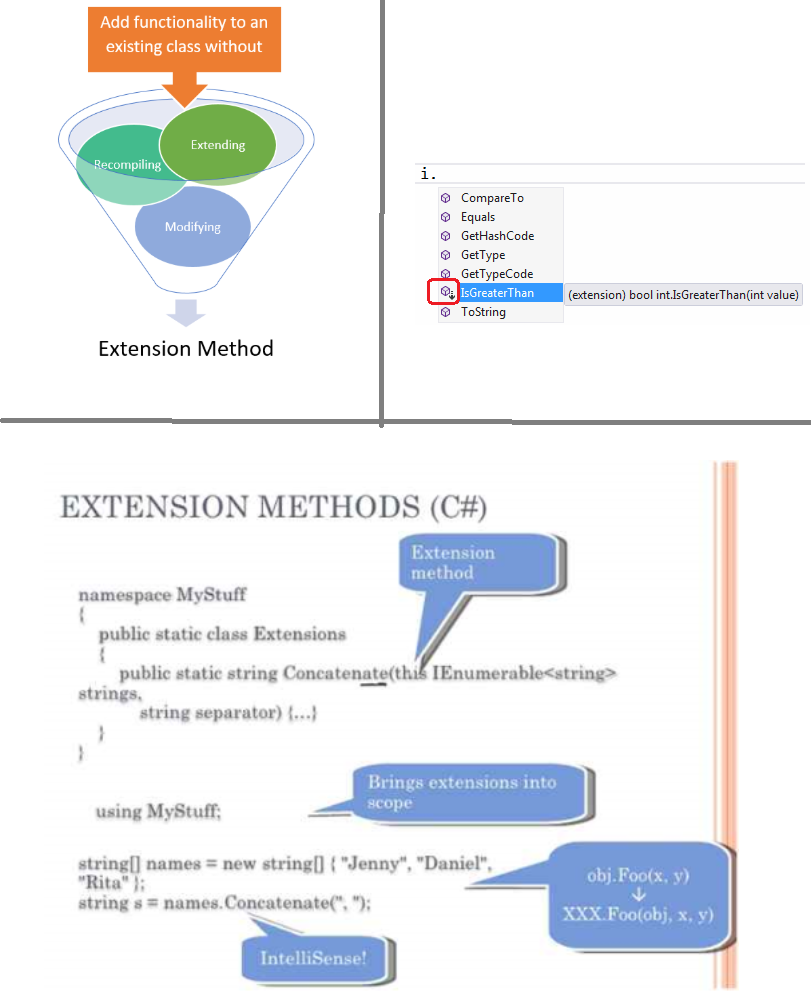 Add functionality to an
existing class without
Extending
Recompiling
Modifying
Extension Method
i.
CompareTo
Equals
GetHashCode
GetType
GetTypeCode
IsGreaterThan
(extension) bool int.IsGreaterThan(int value)
ToString
EXTENSION METHODS (C#)
Extension
method
namespace MyStuff
{
public static class Extensions
{
public static string Concatenate(this IEnumerable<string>
strings,
string separator) {...}
}
}
Brings extensions into
scope
using MyStuff;
string[] names = new string[] { "Jenny", "Daniel",
"Rita" };
string s = names.Concatenate(", ");
obj.Foo(x, y)
↓
XXX.Foo(obj, x, y)
IntelliSense!